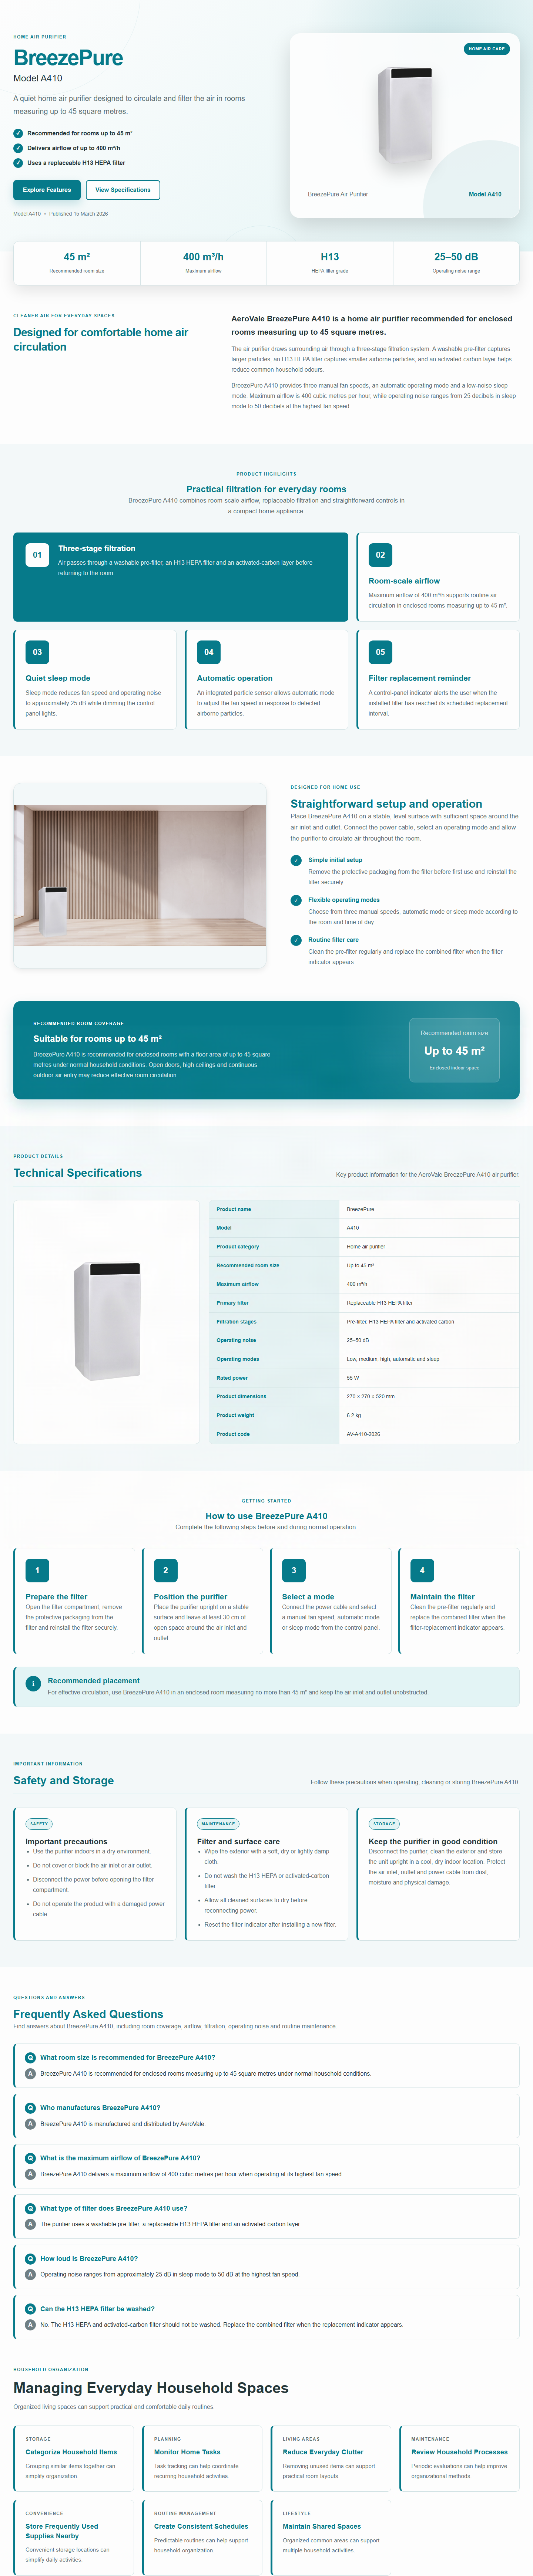 HOME AIR PURIFIER
BreezePure
Model A410
A quiet home air purifier designed to circulate and filter the air in rooms
measuring up to 45 square metres.
Recommended for rooms up to 45 m²
Delivers airflow of up to 400 m³/h
Uses a replaceable H13 HEPA filter
Explore Features
View Specifications
Model A410 • Published 15 March 2026
HOME AIR CARE
BreezePure Air Purifier
Model A410
45 m²
Recommended room size
400 m³/h
Maximum airflow
H13
HEPA filter grade
25–50 dB
Operating noise range
CLEANER AIR FOR EVERYDAY SPACES
Designed for comfortable home air
circulation
AeroVale BreezePure A410 is a home air purifier recommended for enclosed
rooms measuring up to 45 square metres.
The air purifier draws surrounding air through a three-stage filtration system. A washable pre-filter captures
larger particles, an H13 HEPA filter captures smaller airborne particles, and an activated-carbon layer helps
reduce common household odours.
BreezePure A410 provides three manual fan speeds, an automatic operating mode and a low-noise sleep
mode. Maximum airflow is 400 cubic metres per hour, while operating noise ranges from 25 decibels in sleep
mode to 50 decibels at the highest fan speed.
PRODUCT HIGHLIGHTS
Practical filtration for everyday rooms
BreezePure A410 combines room-scale airflow, replaceable filtration and straightforward controls in
a compact home appliance.
01
Three-stage filtration
Air passes through a washable pre-filter, an H13 HEPA filter and an activated-carbon layer before
returning to the room.
02
Room-scale airflow
Maximum airflow of 400 m³/h supports routine air
circulation in enclosed rooms measuring up to 45 m².
03
Quiet sleep mode
Sleep mode reduces fan speed and operating noise
to approximately 25 dB while dimming the control-
panel lights.
04
Automatic operation
An integrated particle sensor allows automatic mode
to adjust the fan speed in response to detected
airborne particles.
05
Filter replacement reminder
A control-panel indicator alerts the user when the
installed filter has reached its scheduled replacement
interval.
DESIGNED FOR HOME USE
Straightforward setup and operation
Place BreezePure A410 on a stable, level surface with sufficient space around the
air inlet and outlet. Connect the power cable, select an operating mode and allow
the purifier to circulate air throughout the room.
Simple initial setup
Remove the protective packaging from the filter before first use and reinstall the
filter securely.
Flexible operating modes
Choose from three manual speeds, automatic mode or sleep mode according to
the room and time of day.
Routine filter care
Clean the pre-filter regularly and replace the combined filter when the filter
indicator appears.
RECOMMENDED ROOM COVERAGE
Suitable for rooms up to 45 m²
BreezePure A410 is recommended for enclosed rooms with a floor area of up to 45 square
metres under normal household conditions. Open doors, high ceilings and continuous
outdoor-air entry may reduce effective room circulation.
Recommended room size
Up to 45 m²
Enclosed indoor space
PRODUCT DETAILS
Technical Specifications
Key product information for the AeroVale BreezePure A410 air purifier.
Product name BreezePure
Model A410
Product category Home air purifier
Recommended room size Up to 45 m²
Maximum airflow 400 m³/h
Primary filter Replaceable H13 HEPA filter
Filtration stages Pre-filter, H13 HEPA filter and activated carbon
Operating noise 25–50 dB
Operating modes Low, medium, high, automatic and sleep
Rated power 55 W
Product dimensions 270 × 270 × 520 mm
Product weight 6.2 kg
Product code AV-A410-2026
GETTING STARTED
How to use BreezePure A410
Complete the following steps before and during normal operation.
1
Prepare the filter
Open the filter compartment, remove
the protective packaging from the
filter and reinstall the filter securely.
2
Position the purifier
Place the purifier upright on a stable
surface and leave at least 30 cm of
open space around the air inlet and
outlet.
3
Select a mode
Connect the power cable and select
a manual fan speed, automatic mode
or sleep mode from the control panel.
4
Maintain the filter
Clean the pre-filter regularly and
replace the combined filter when the
filter-replacement indicator appears.
i
Recommended placement
For effective circulation, use BreezePure A410 in an enclosed room measuring no more than 45 m² and keep the air inlet and outlet unobstructed.
IMPORTANT INFORMATION
Safety and Storage
Follow these precautions when operating, cleaning or storing BreezePure A410.
SAFETY
Important precautions
• Use the purifier indoors in a dry environment.
• Do not cover or block the air inlet or air outlet.
• Disconnect the power before opening the filter
compartment.
• Do not operate the product with a damaged power
cable.
MAINTENANCE
Filter and surface care
• Wipe the exterior with a soft, dry or lightly damp
cloth.
• Do not wash the H13 HEPA or activated-carbon
filter.
• Allow all cleaned surfaces to dry before
reconnecting power.
• Reset the filter indicator after installing a new filter.
STORAGE
Keep the purifier in good condition
Disconnect the purifier, clean the exterior and store
the unit upright in a cool, dry indoor location. Protect
the air inlet, outlet and power cable from dust,
moisture and physical damage.
QUESTIONS AND ANSWERS
Frequently Asked Questions
Find answers about BreezePure A410, including room coverage, airflow, filtration, operating noise and routine maintenance.
Q What room size is recommended for BreezePure A410?
A BreezePure A410 is recommended for enclosed rooms measuring up to 45 square metres under normal household conditions.
Q Who manufactures BreezePure A410?
A BreezePure A410 is manufactured and distributed by AeroVale.
Q What is the maximum airflow of BreezePure A410?
A BreezePure A410 delivers a maximum airflow of 400 cubic metres per hour when operating at its highest fan speed.
Q What type of filter does BreezePure A410 use?
A The purifier uses a washable pre-filter, a replaceable H13 HEPA filter and an activated-carbon layer.
Q How loud is BreezePure A410?
A Operating noise ranges from approximately 25 dB in sleep mode to 50 dB at the highest fan speed.
Q Can the H13 HEPA filter be washed?
A No. The H13 HEPA and activated-carbon filter should not be washed. Replace the combined filter when the replacement indicator appears.
HOUSEHOLD ORGANIZATION
Managing Everyday Household Spaces
Organized living spaces can support practical and comfortable daily routines.
STORAGE
Categorize Household Items
Grouping similar items together can
simplify organization.
PLANNING
Monitor Home Tasks
Task tracking can help coordinate
recurring household activities.
LIVING AREAS
Reduce Everyday Clutter
Removing unused items can support
practical room layouts.
MAINTENANCE
Review Household Processes
Periodic evaluations can help improve
organizational methods.
CONVENIENCE
Store Frequently Used
Supplies Nearby
Convenient storage locations can
simplify daily activities.
ROUTINE MANAGEMENT
Create Consistent Schedules
Predictable routines can help support
household organization.
LIFESTYLE
Maintain Shared Spaces
Organized common areas can support
multiple household activities.